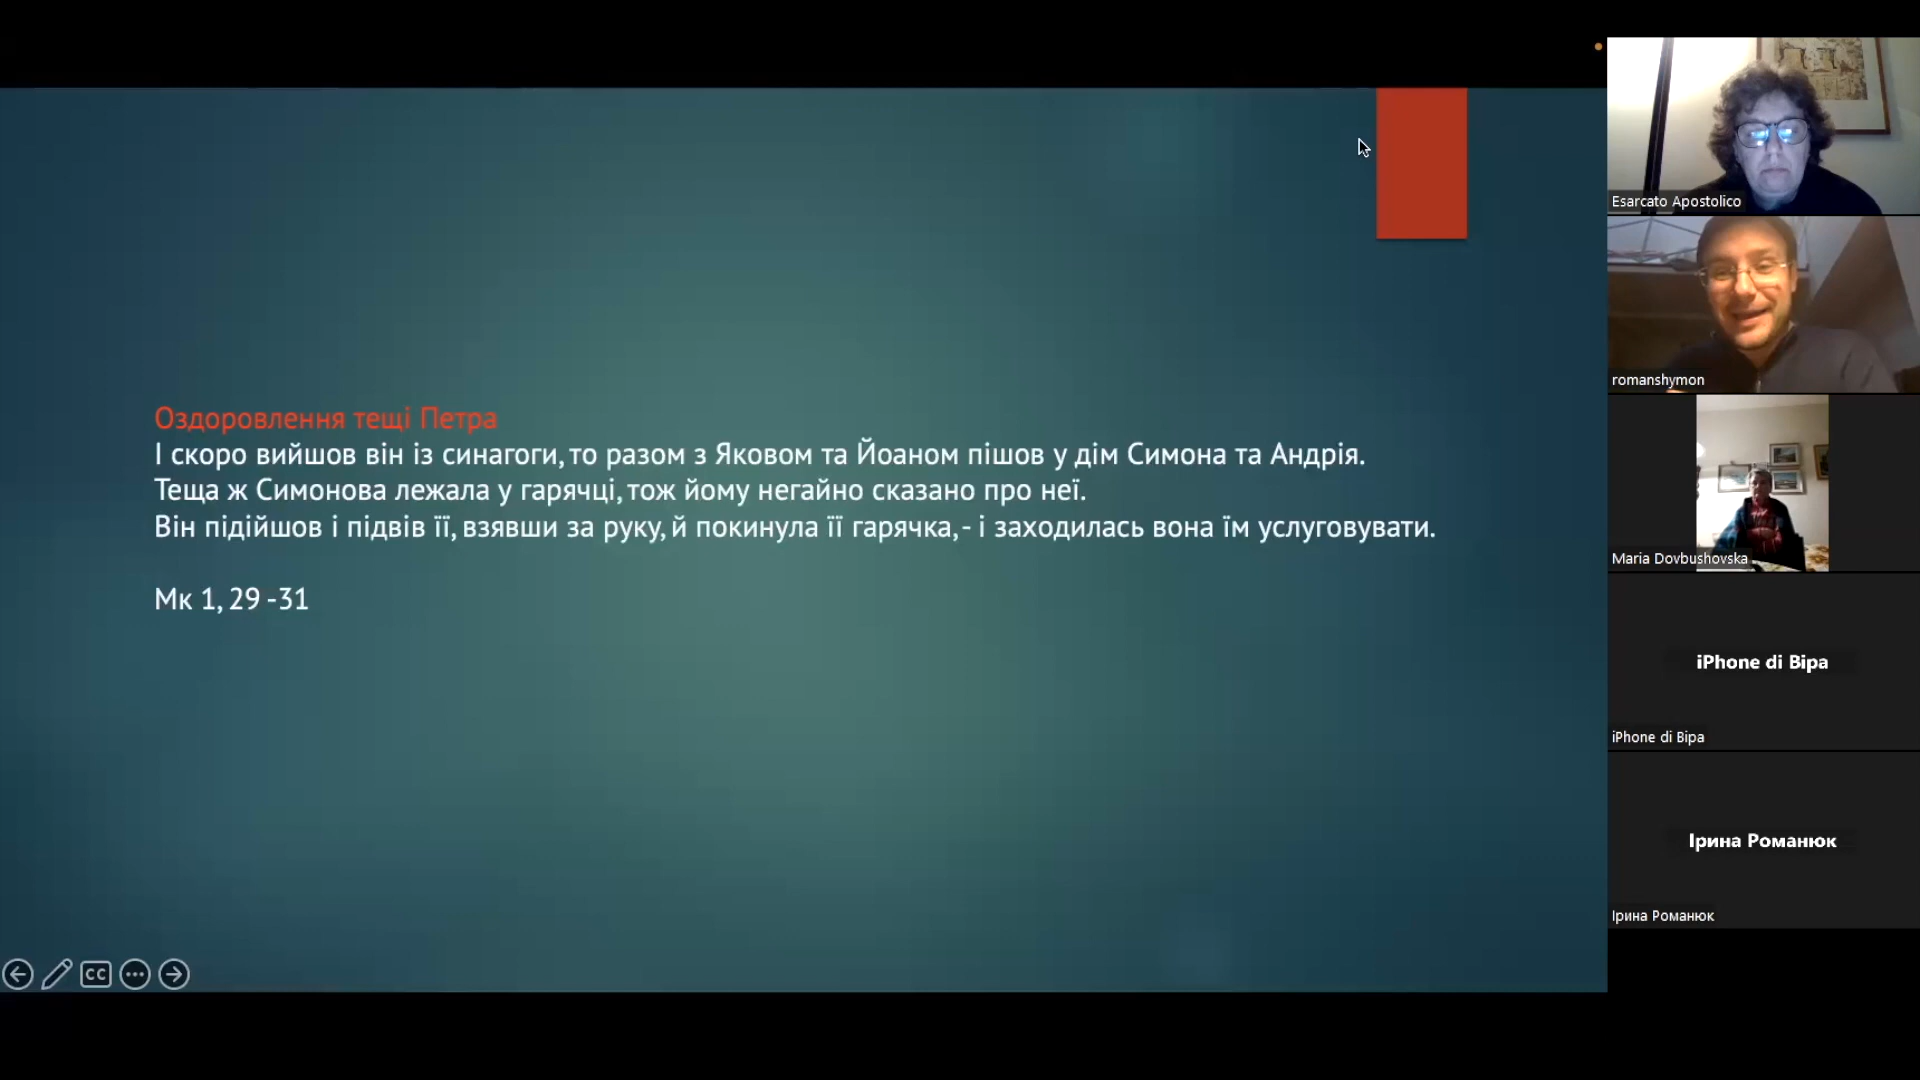 Оздоровлення тещі Петра
І скоро вийшов він із синагоги, то разом з Яковом та Йоаном пішов у дім Симона та Андрія.
Теща ж Симонова лежала у гарячці, тож йому негайно сказано про неї.
Він підійшов і підвів її, взявши за руку, й покинула її гарячка, - і заходилась вона їм услуговувати.
Мк 1, 29 -31
CC
Esarcato Apostolico
romanshymon
Maria Dovbushovska
iPhone di Віра
iPhone di Віра
Ірина Романюк
Ірина Романюк